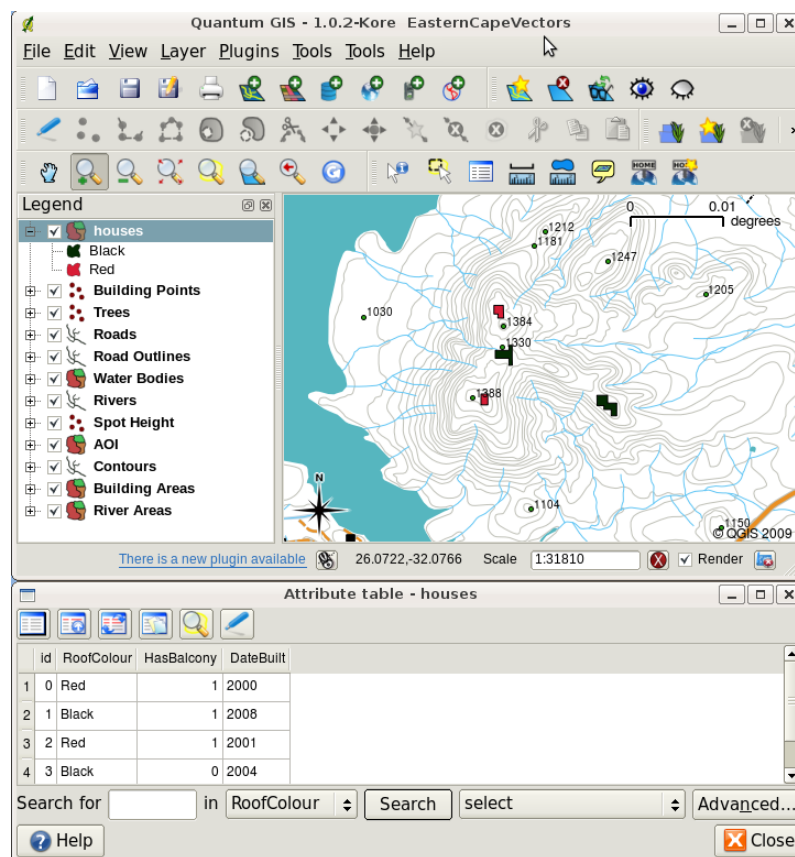 Quantum GIS - 1.0.2-Kore EasternCapeVectors
File Edit View Layer Plugins Tools Tools Help
HOME
Legend
houses
Black
Red
Building Points
Trees
Roads
Road Outlines
Water Bodies
Rivers
Spot Height
AOI
Contours
Building Areas
River Areas
0 0.01
degrees
1212
1181
1247
1205
1030
1384
1330
1388
1104
1150
N
© QGIS 2009
There is a new plugin available 26.0722,-32.0766 Scale 1:31810 Render
Attribute table - houses
id RoofColour HasBalcony DateBuilt
1 0 Red 1 2000
2 1 Black 1 2008
3 2 Red 1 2001
4 3 Black 0 2004
Search for in RoofColour Search select Advanced...
Help Close